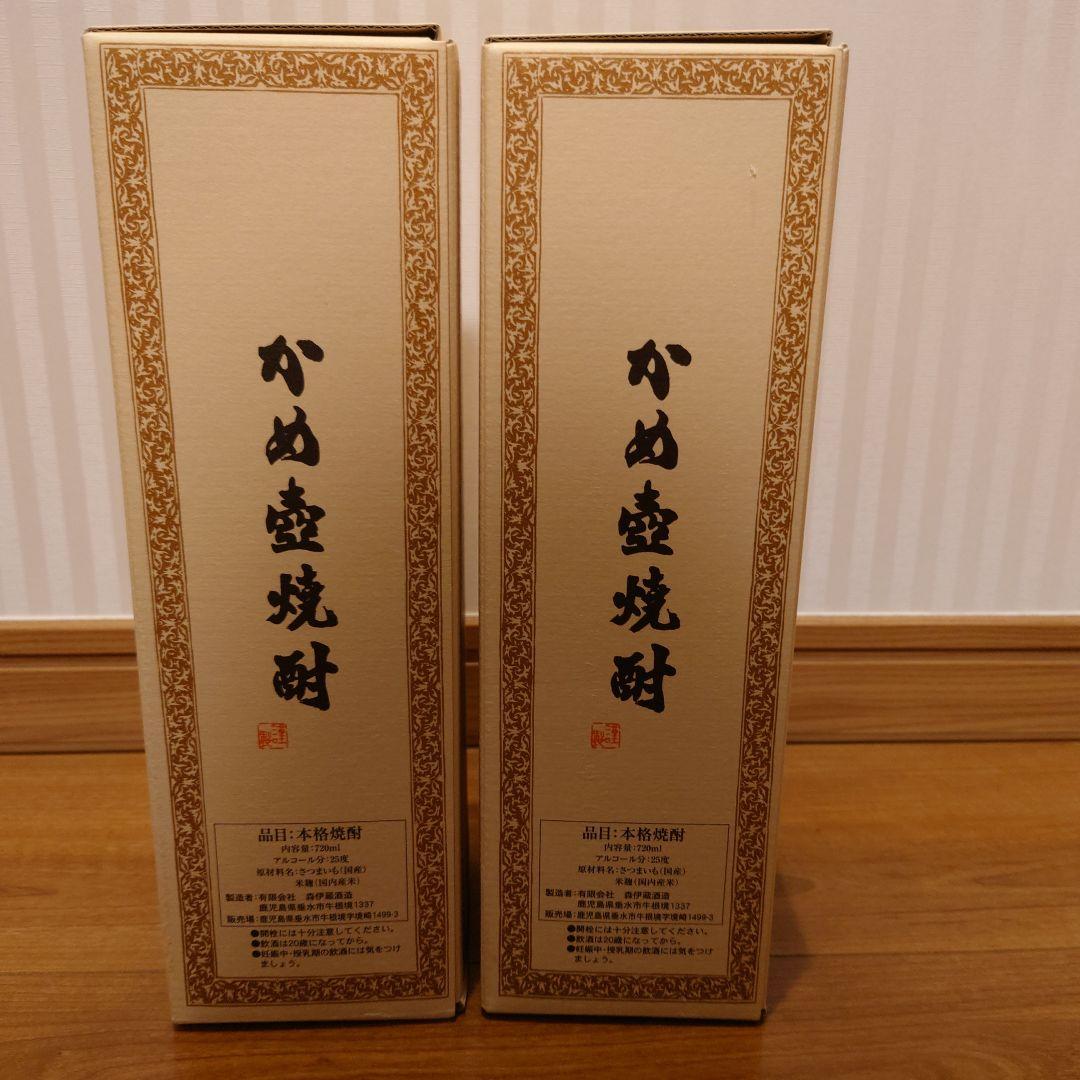 かめ壺焼酎
謹製
品目：本格焼酎
内容量：720ml
アルコール分：25度
原材料名：さつまいも（国産）
米麹（国内産米）
製造者：有限会社　森伊蔵酒造
鹿児島県垂水市牛根境1337
販売場：鹿児島県垂水市牛根境字境崎1499-3
●開栓には十分注意してください。
●飲酒は20歳になってから。
●妊娠中・授乳期の飲酒には気をつけ
ましょう。
かめ壺焼酎
謹製
品目：本格焼酎
内容量：720ml
アルコール分：25度
原材料名：さつまいも（国産）
米麹（国内産米）
製造者：有限会社　森伊蔵酒造
鹿児島県垂水市牛根境1337
販売場：鹿児島県垂水市牛根境字境崎1499-3
●開栓には十分注意してください。
●飲酒は20歳になってから。
●妊娠中・授乳期の飲酒には気をつけ
ましょう。